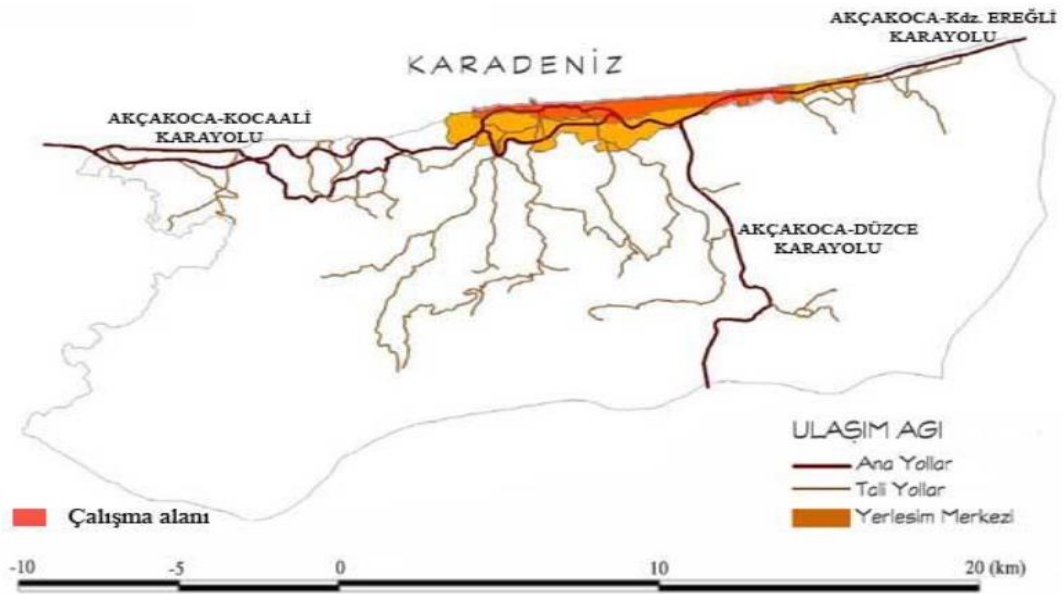 AKÇAKOCA-Kdz. EREĞLİ
KARAYOLU
KARADENİZ
AKÇAKOCA-KOCAALİ
KARAYOLU
AKÇAKOCA-DÜZCE
KARAYOLU
ULAŞIM AGI
Ana Yollar
Tali Yollar
Yerlesim Merkezi
Çalışma alanı
-10 -5 0 10 20 (km)